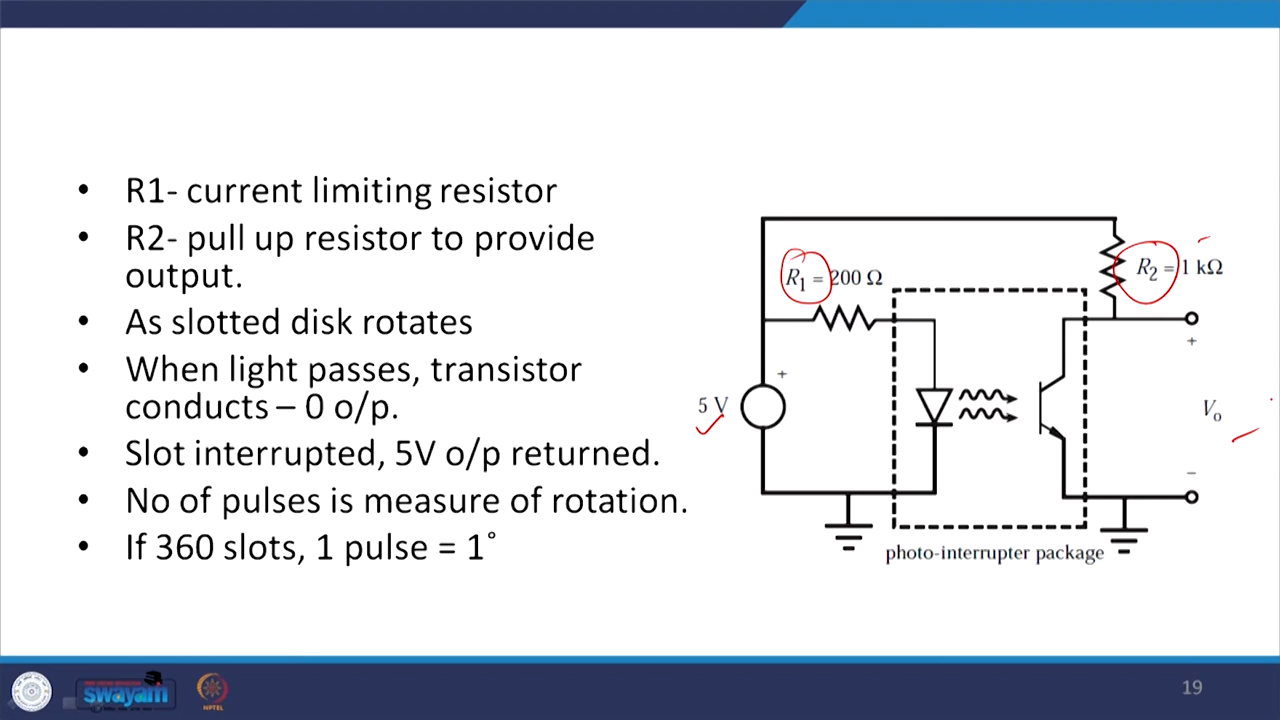 • R1- current limiting resistor
• R2- pull up resistor to provide
output.
• As slotted disk rotates
• When light passes, transistor
conducts – 0 o/p.
• Slot interrupted, 5V o/p returned.
• No of pulses is measure of rotation.
• If 360 slots, 1 pulse = 1˚
R₁ = 200 Ω
R₂ = 1 kΩ
+
+
5 V
Vₒ
–
photo-interrupter package
swayam
NPTEL
19